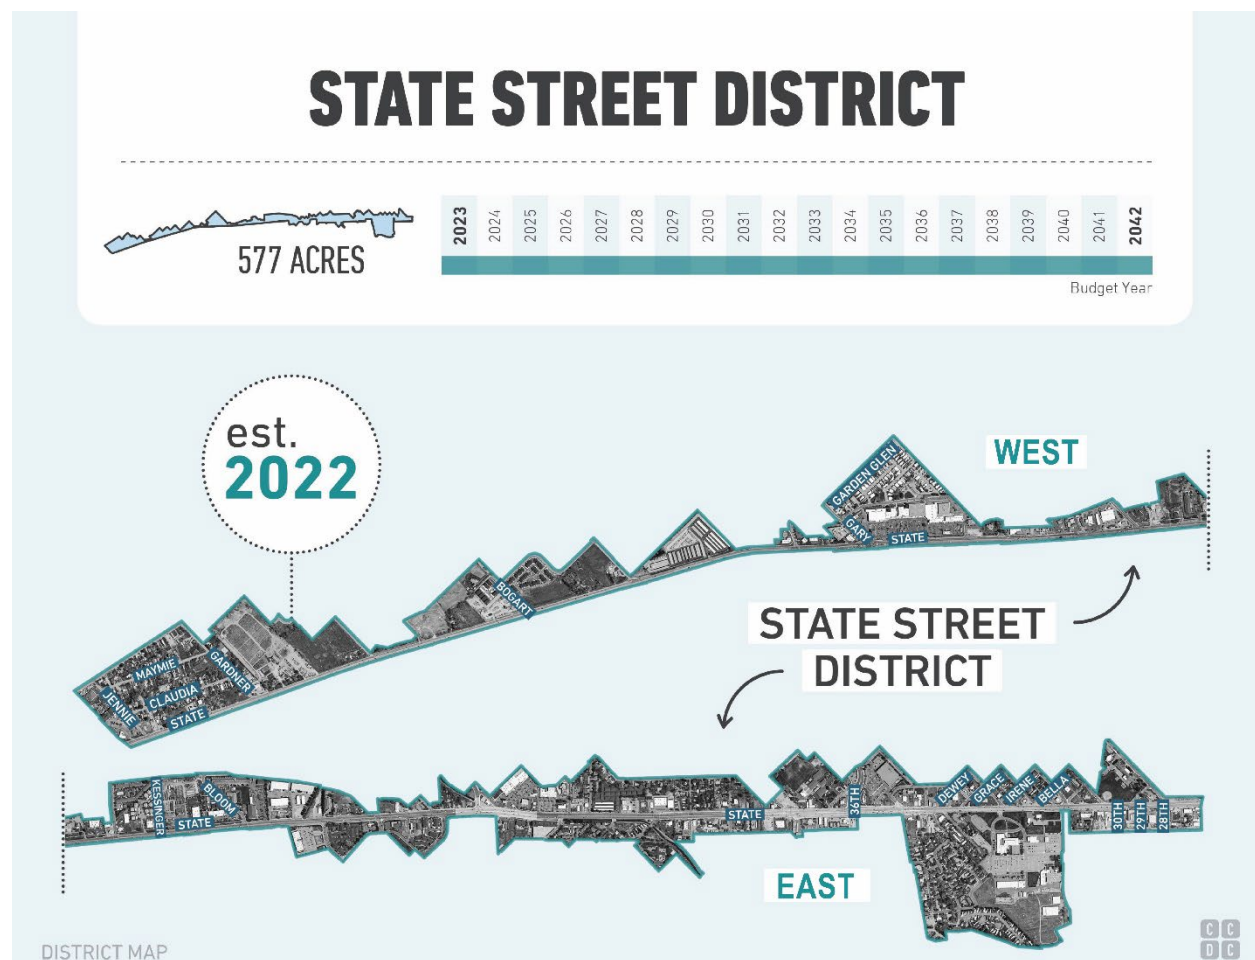 STATE STREET DISTRICT
577 ACRES
2023 2024 2025 2026 2027 2028 2029 2030 2031 2032 2033 2034 2035 2036 2037 2038 2039 2040 2041 2042
Budget Year
est.
2022
WEST
GARDEN GLEN
GARY
STATE
BOGART
STATE STREET
DISTRICT
MAYMIE
GARDNER
JENNIE
CLAUDIA
STATE
KESSINGER
BLOOM
STATE
STATE
36TH
DEWEY
GRACE
IRENE
BELLA
30TH
29TH
28TH
EAST
DISTRICT MAP
CC
DC